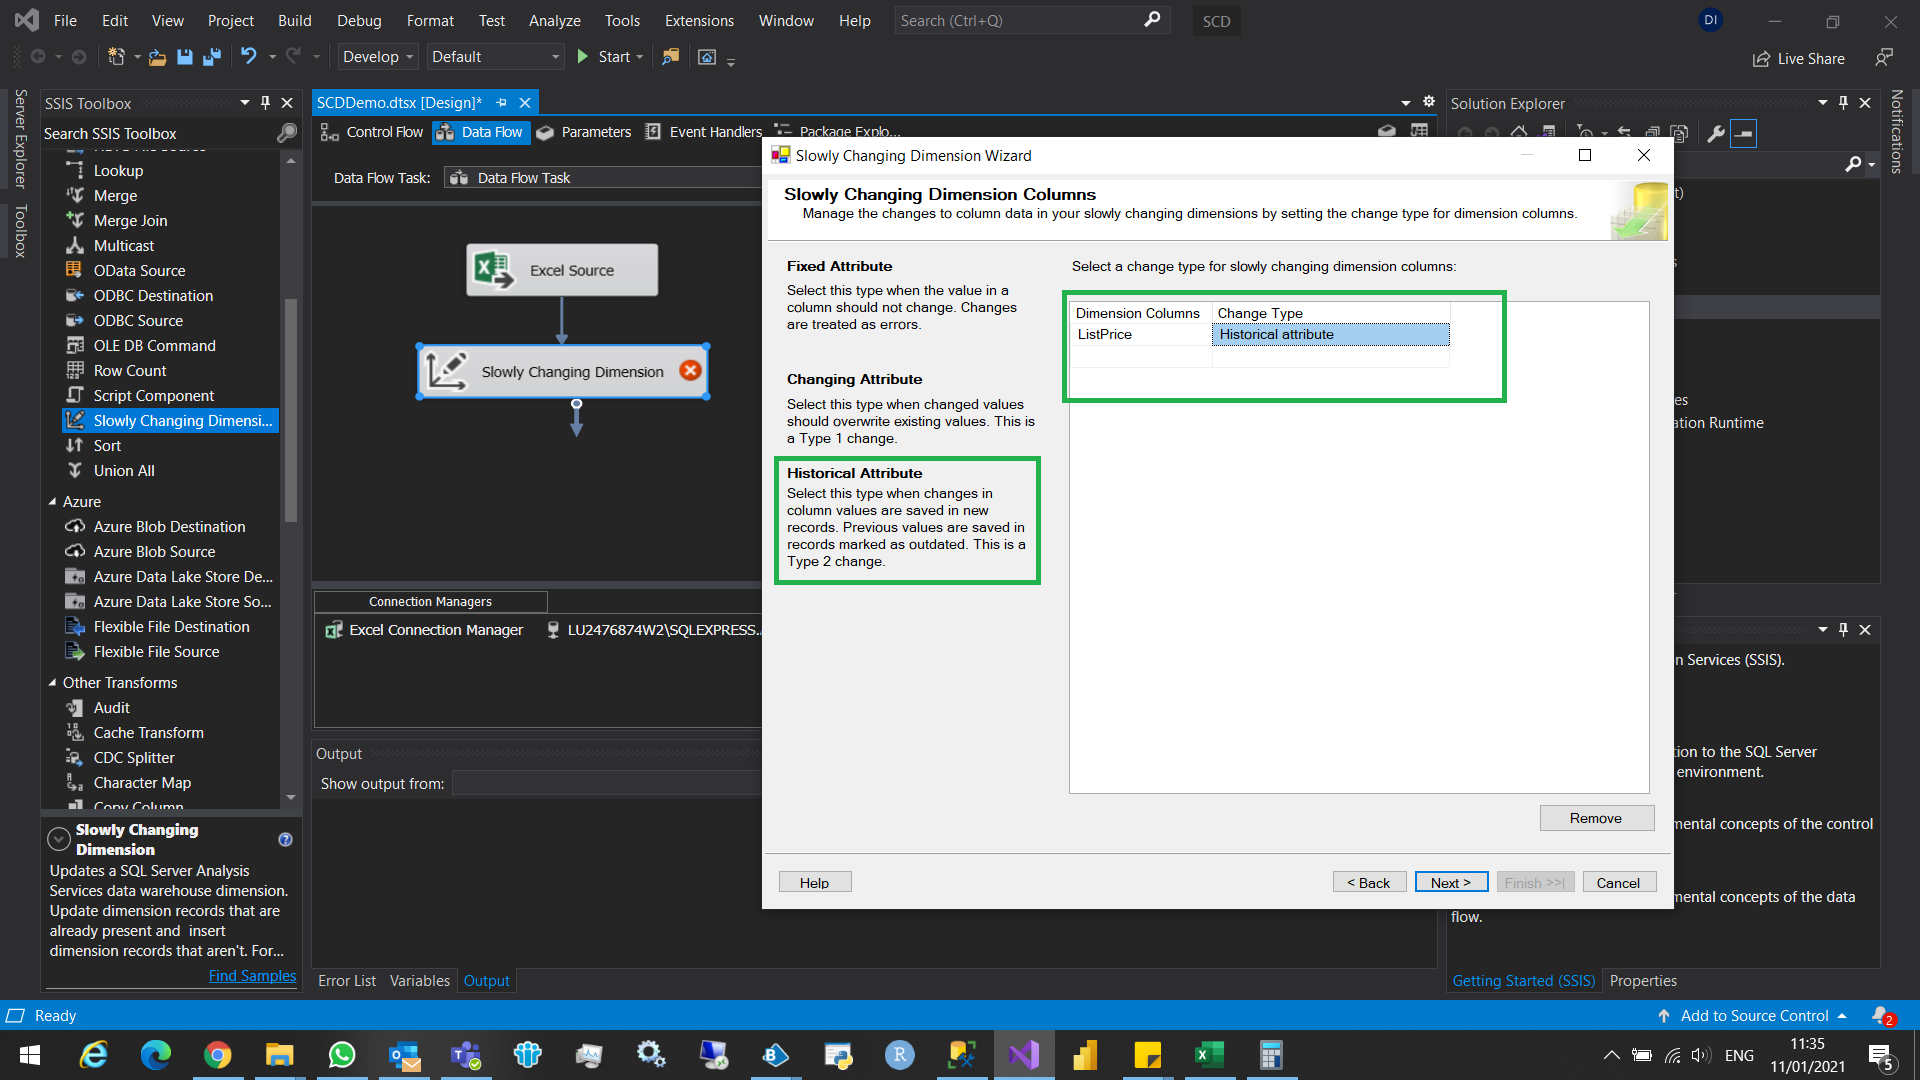 File Edit View Project Build Debug Format Test Analyze Tools Extensions Window Help Search (Ctrl+Q) SCD DI
Develop Default Start Live Share
Server Explorer
Toolbox
SSIS Toolbox
Search SSIS Toolbox
Lookup
Merge
Merge Join
Multicast
OData Source
ODBC Destination
ODBC Source
OLE DB Command
Row Count
Script Component
Slowly Changing Dimensi...
Sort
Union All
Azure
Azure Blob Destination
Azure Blob Source
Azure Data Lake Store De...
Azure Data Lake Store So...
Flexible File Destination
Flexible File Source
Other Transforms
Audit
Cache Transform
CDC Splitter
Character Map
Copy Column
Slowly Changing
Dimension
Updates a SQL Server Analysis
Services data warehouse dimension.
Update dimension records that are
already present and insert
dimension records that aren't. For...
Find Samples
SCDDemo.dtsx [Design]*
Control Flow Data Flow Parameters Event Handlers Package Explo...
Data Flow Task: Data Flow Task
Excel Source
Slowly Changing Dimension
Connection Managers
Excel Connection Manager LU2476874W2\SQLEXPRESS.
Output
Show output from:
Error List Variables Output
Slowly Changing Dimension Wizard
Slowly Changing Dimension Columns
Manage the changes to column data in your slowly changing dimensions by setting the change type for dimension columns.
Fixed Attribute
Select this type when the value in a
column should not change. Changes
are treated as errors.
Changing Attribute
Select this type when changed values
should overwrite existing values. This is
a Type 1 change.
Historical Attribute
Select this type when changes in
column values are saved in new
records. Previous values are saved in
records marked as outdated. This is a
Type 2 change.
Select a change type for slowly changing dimension columns:
Dimension Columns Change Type
ListPrice Historical attribute
Remove
Help < Back Next > Finish >>| Cancel
Solution Explorer
Notifications
t)
s
es
ation Runtime
n Services (SSIS).
tion to the SQL Server
environment.
mental concepts of the control
mental concepts of the data
flow.
Getting Started (SSIS) Properties
Ready Add to Source Control 2
ENG 11:35
11/01/2021 5